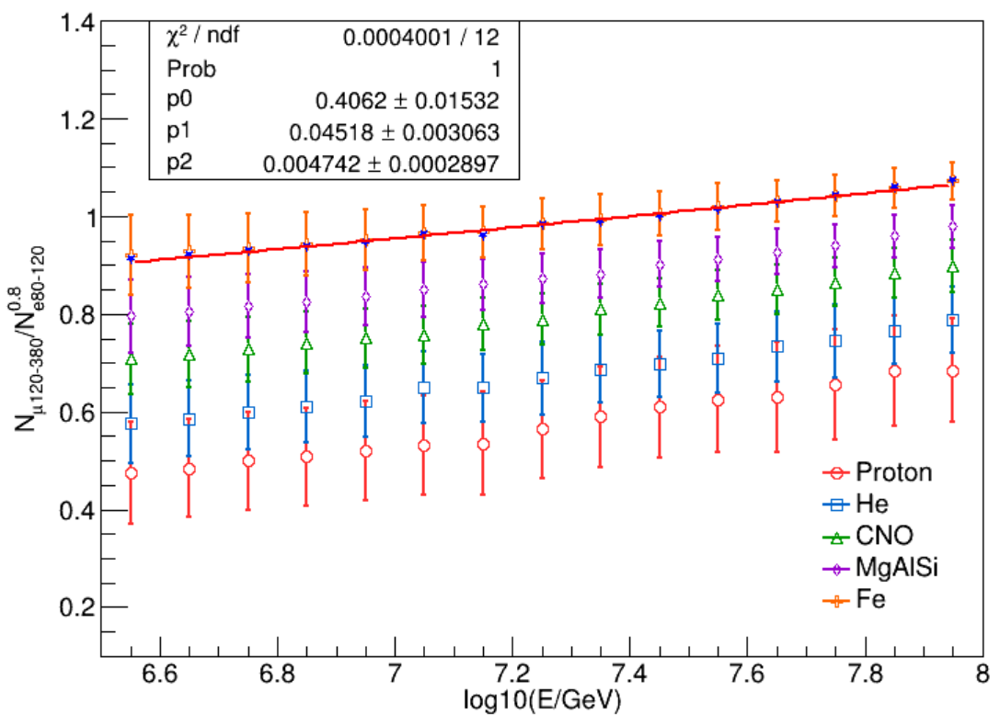 1.4
1.2
1
0.8
0.6
0.4
0.2
N μ120-380/N 0.8 e80-120
χ² / ndf 0.0004001 / 12
Prob 1
p0 0.4062 ± 0.01532
p1 0.04518 ± 0.003063
p2 0.004742 ± 0.0002897
Proton
He
CNO
MgAlSi
Fe
6.6 6.8 7 7.2 7.4 7.6 7.8 8
log10(E/GeV)